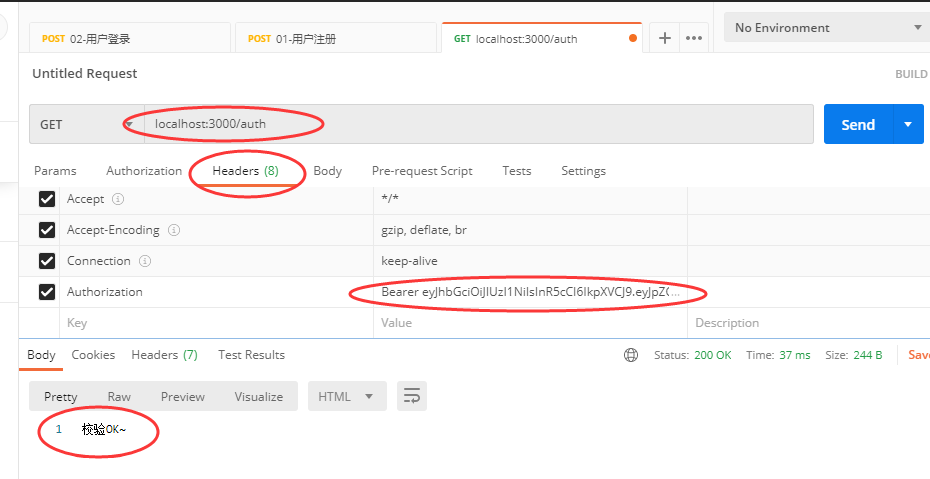 POST 02-用户登录 POST 01-用户注册 GET localhost:3000/auth + ••• No Environment
Untitled Request BUILD
GET localhost:3000/auth Send
Params Authorization Headers (8) Body Pre-request Script Tests Settings
Accept */*
Accept-Encoding gzip, deflate, br
Connection keep-alive
Authorization Bearer eyJhbGciOiJIUzI1NiIsInR5cCI6IkpXVCJ9.eyJpZC...
Key Value Description
Body Cookies Headers (7) Test Results Status: 200 OK Time: 37 ms Size: 244 B Save
Pretty Raw Preview Visualize HTML
1 校验OK~